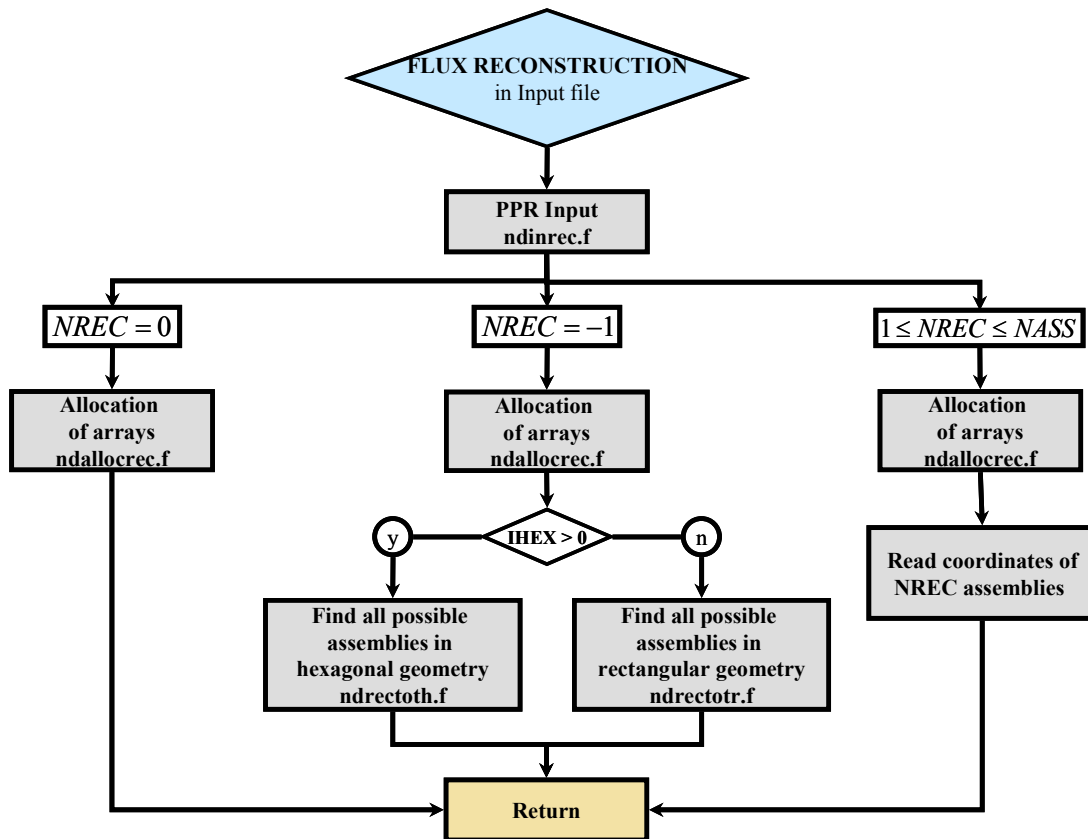 FLUX RECONSTRUCTION
in Input file
PPR Input
ndinrec.f
NREC = 0
NREC = −1
1 ≤ NREC ≤ NASS
Allocation
of arrays
ndallocrec.f
Allocation
of arrays
ndallocrec.f
Allocation
of arrays
ndallocrec.f
y
IHEX > 0
n
Read coordinates of
NREC assemblies
Find all possible
assemblies in
hexagonal geometry
ndrectoth.f
Find all possible
assemblies in
rectangular geometry
ndrectotr.f
Return